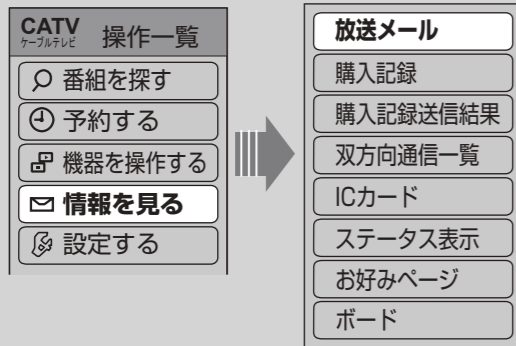 CATV
ケーブルテレビ 操作一覧
番組を探す
予約する
機器を操作する
情報を見る
設定する
放送メール
購入記録
購入記録送信結果
双方向通信一覧
ICカード
ステータス表示
お好みページ
ボード